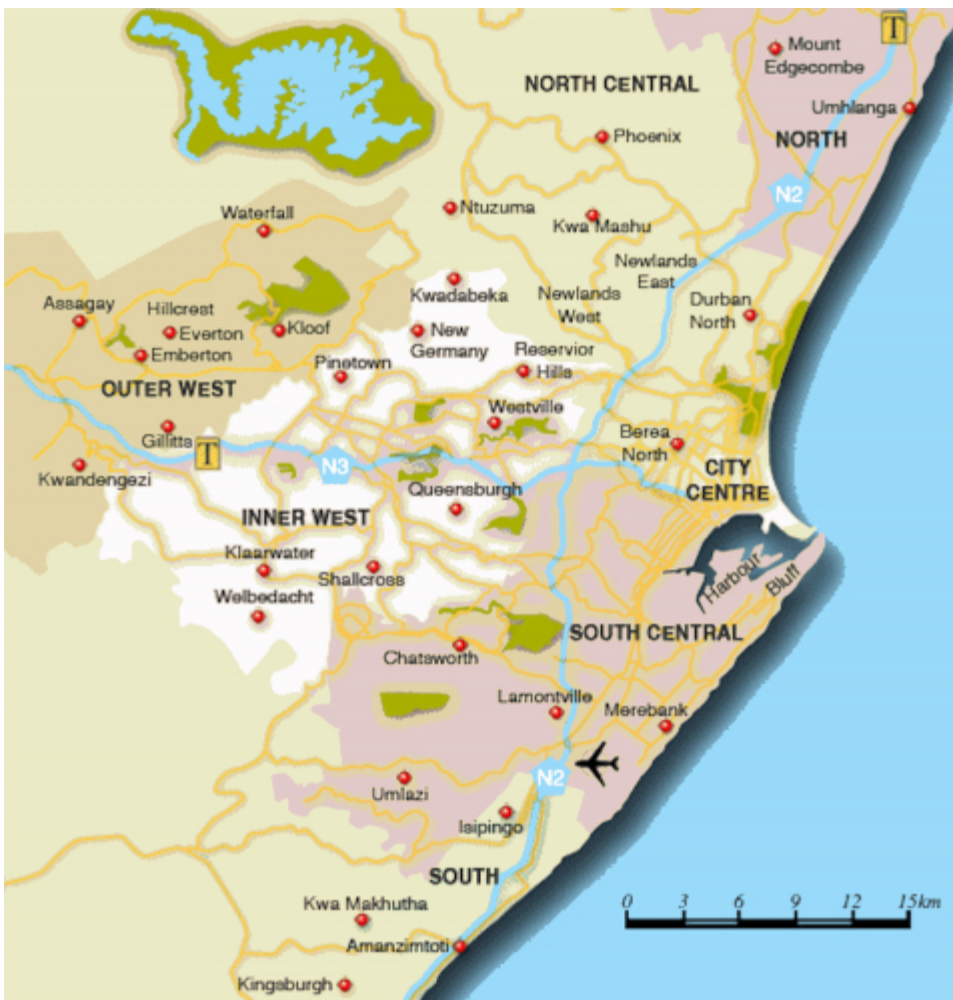 T
Mount
Edgecombe
NORTH CENTRAL
Umhlanga
Phoenix
NORTH
N2
Ntuzuma
Waterfall
Kwa Mashu
Newlands
East
Kwadabeka
Newlands
West
Durban
North
Assagay
Hillcrest
Everton
Kloof
New
Germany
Emberton
Reservior
Hills
Pinetown
OUTER WEST
Westville
Gillitts
Berea
North
T
N3
CITY
CENTRE
Kwandengezi
Queensburgh
INNER WEST
Klaarwater
Shallcross
Harbour
Bluff
Welbedacht
SOUTH CENTRAL
Chatsworth
Lamontville
Merebank
N2
Umlazi
Isipingo
SOUTH
Kwa Makhutha
0 3 6 9 12 15km
Amanzimtoti
Kingsburgh